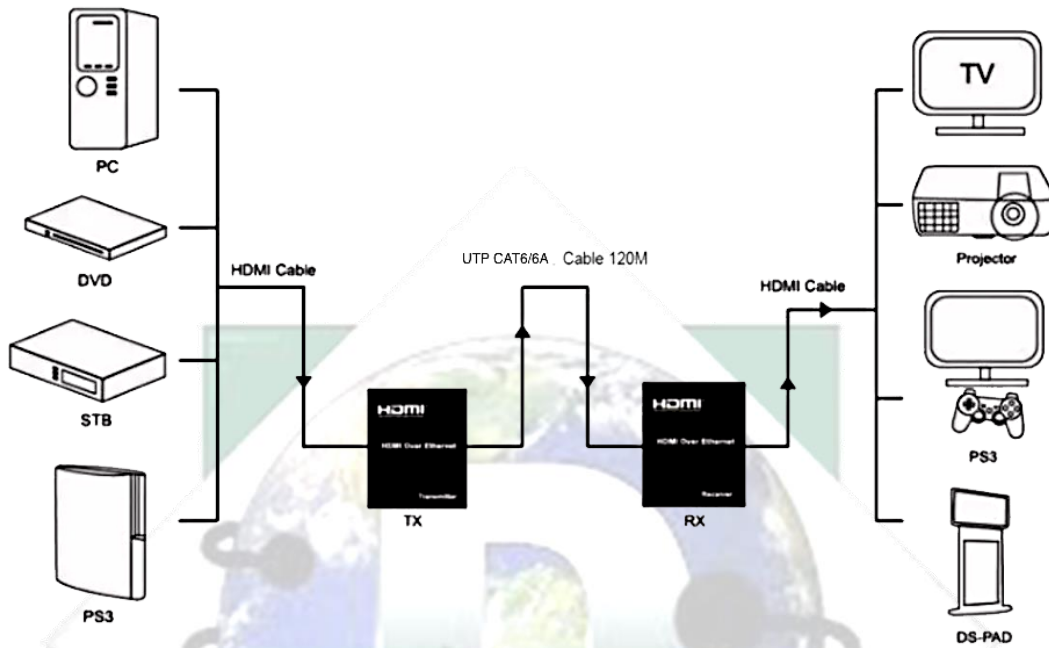 PC
DVD
STB
PS3
HDMI Cable
UTP CAT6/6A Cable 120M
HDMI
HDMI Over Ethernet
Transmitter
TX
HDMI
HDMI Over Ethernet
Receiver
RX
HDMI Cable
TV
Projector
PS3
DS-PAD